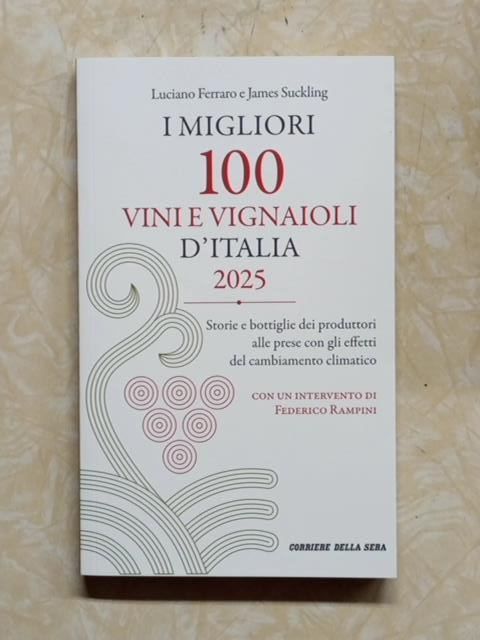 Luciano Ferraro e James Suckling
I MIGLIORI
100
VINI E VIGNAIOLI
D'ITALIA
2025
Storie e bottiglie dei produttori
alle prese con gli effetti
del cambiamento climatico
CON UN INTERVENTO DI
FEDERICO RAMPINI
CORRIERE DELLA SERA